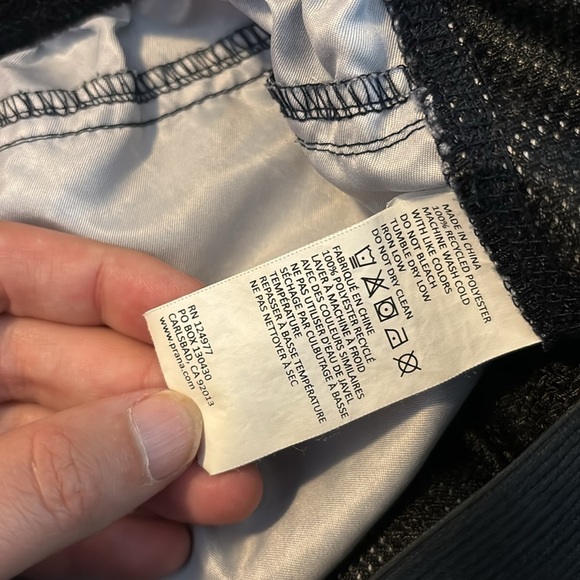 MADE IN CHINA
100% RECYCLED POLYESTER
MACHINE WASH COLD
WITH LIKE COLORS
DO NOT BLEACH
TUMBLE DRY LOW
IRON LOW
DO NOT DRY CLEAN
FABRIQUÉ EN CHINE
100% POLYESTER RECYCLÉ
LAVER À MACHINE À FROID
AVEC DES COULEURS SIMILAIRES
NE PAS UTILISER D'EAU DE JAVEL
SÉCHAGE PAR CULBUTAGE À BASSE
TEMPÉRATURE
REPASSER À BASSE TEMPÉRATURE
NE PAS NETTOYER À SEC
RN 124977
PO BOX 130430
CARLSBAD, CA 92013
www.prana.com